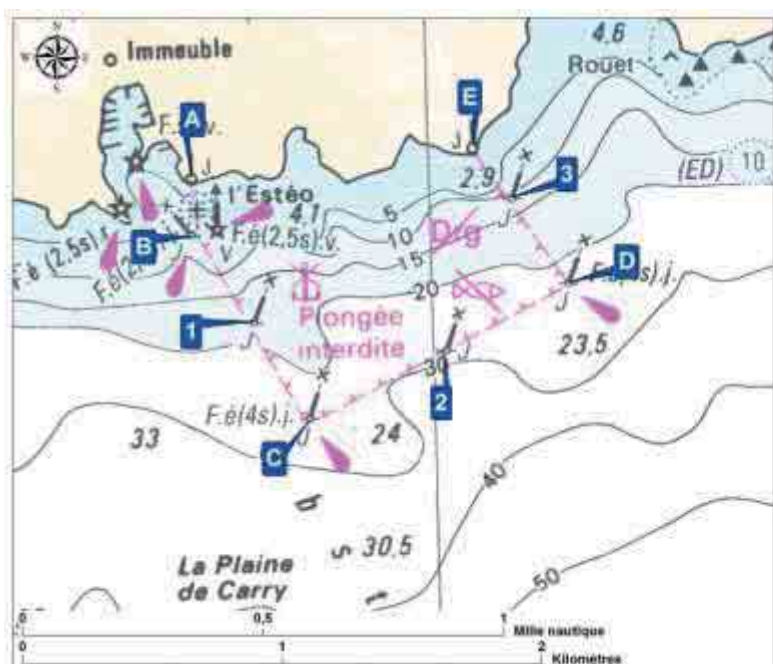 4,6
Immeuble
Rouet
E
A
F.
v.
J
J
3
10
(ED)
2,9
l'Estéo
4,1
5
J
B
F.é(2,5s).v.
10
D/g
V
15
F.é(2,5s)r.
D
20
J
1
J
Plongée
interdite
23,5
30
J
2
F.é(4s).j.
33
24
J
C
40
b
s
30,5
t
La Plaine
de Carry
50
0 0,5 1
Mille nautique
0 1 2
Kilomètres